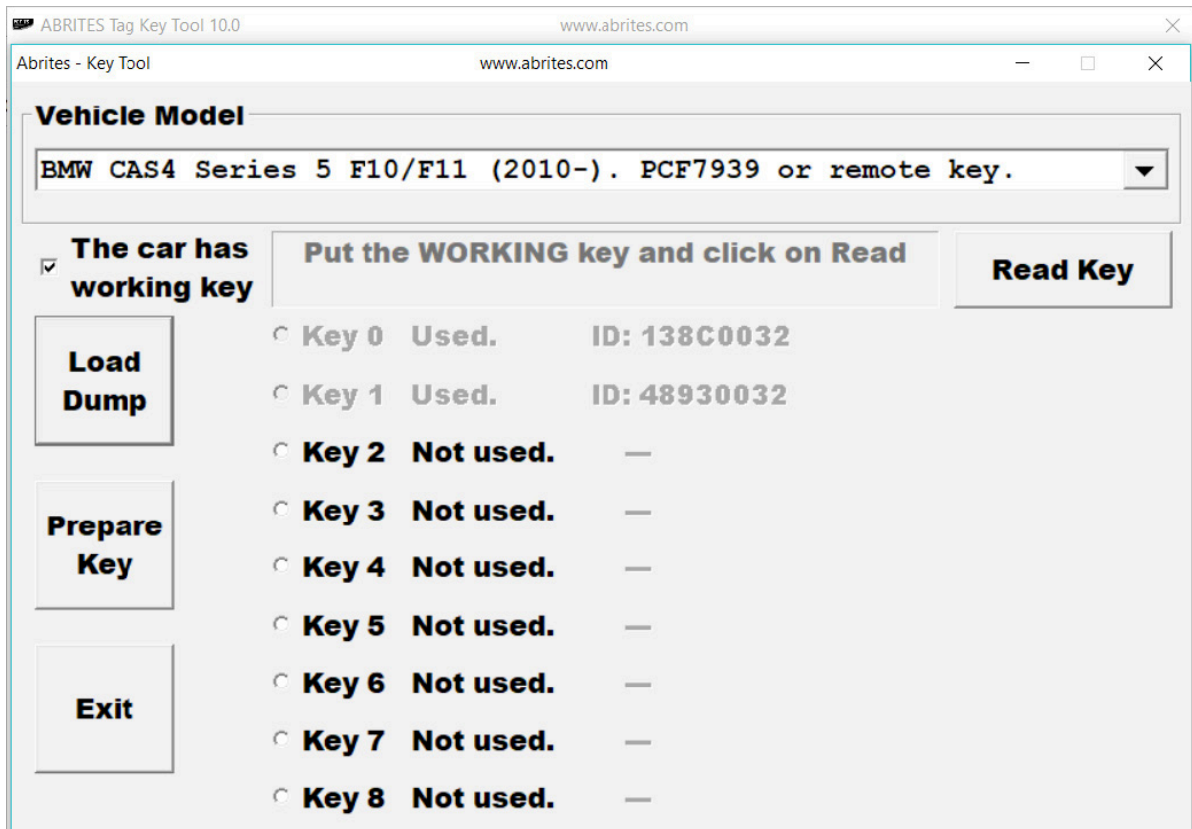 ABRITES Tag Key Tool 10.0 www.abrites.com
Abrites - Key Tool www.abrites.com
Vehicle Model
BMW CAS4 Series 5 F10/F11 (2010-). PCF7939 or remote key.
The car has
working key
Put the WORKING key and click on Read
Read Key
Load
Dump
Key 0 Used. ID: 138C0032
Key 1 Used. ID: 48930032
Key 2 Not used. —
Prepare
Key
Key 3 Not used. —
Key 4 Not used. —
Key 5 Not used. —
Exit
Key 6 Not used. —
Key 7 Not used. —
Key 8 Not used. —